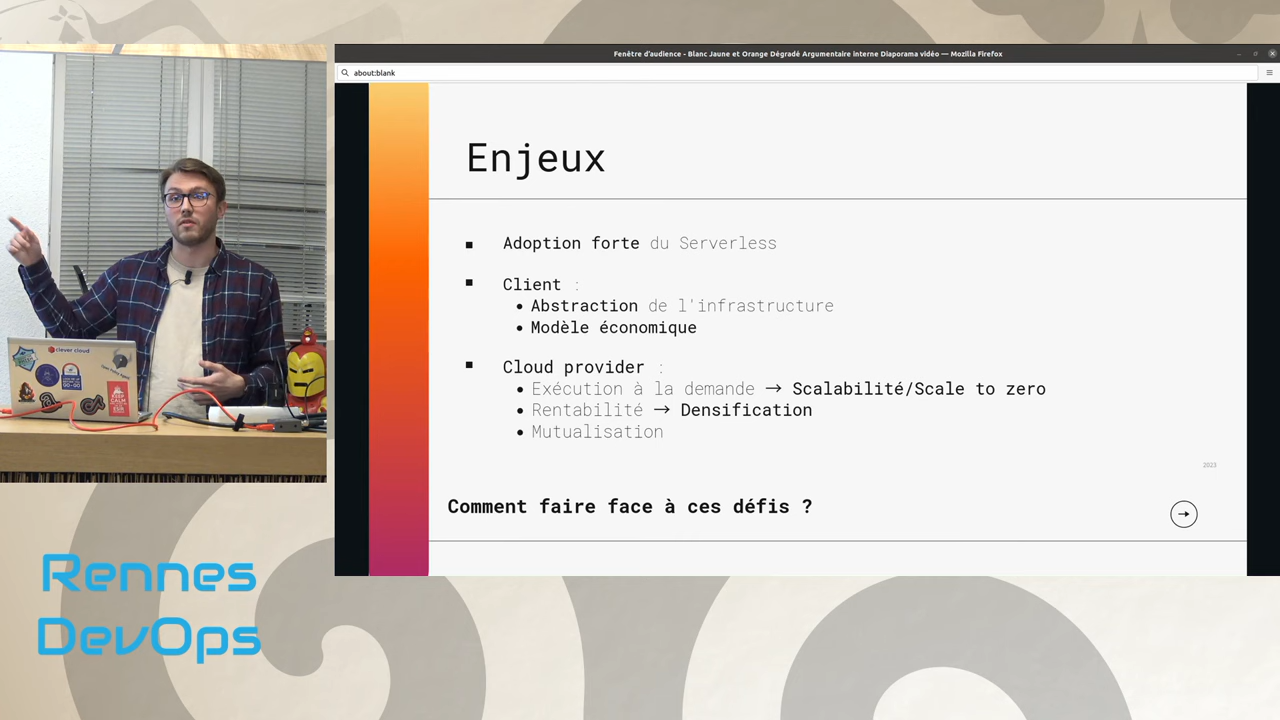 Fenêtre d'audience - Blanc Jaune et Orange Dégradé Argumentaire interne Diaporama vidéo — Mozilla Firefox
about:blank
Enjeux
Adoption forte du Serverless
Client :
Abstraction de l'infrastructure
Modèle économique
Cloud provider :
Exécution à la demande → Scalabilité/Scale to zero
Rentabilité → Densification
Mutualisation
2023
Comment faire face à ces défis ?
clever cloud
KEEP
CALM
Rennes
DevOps